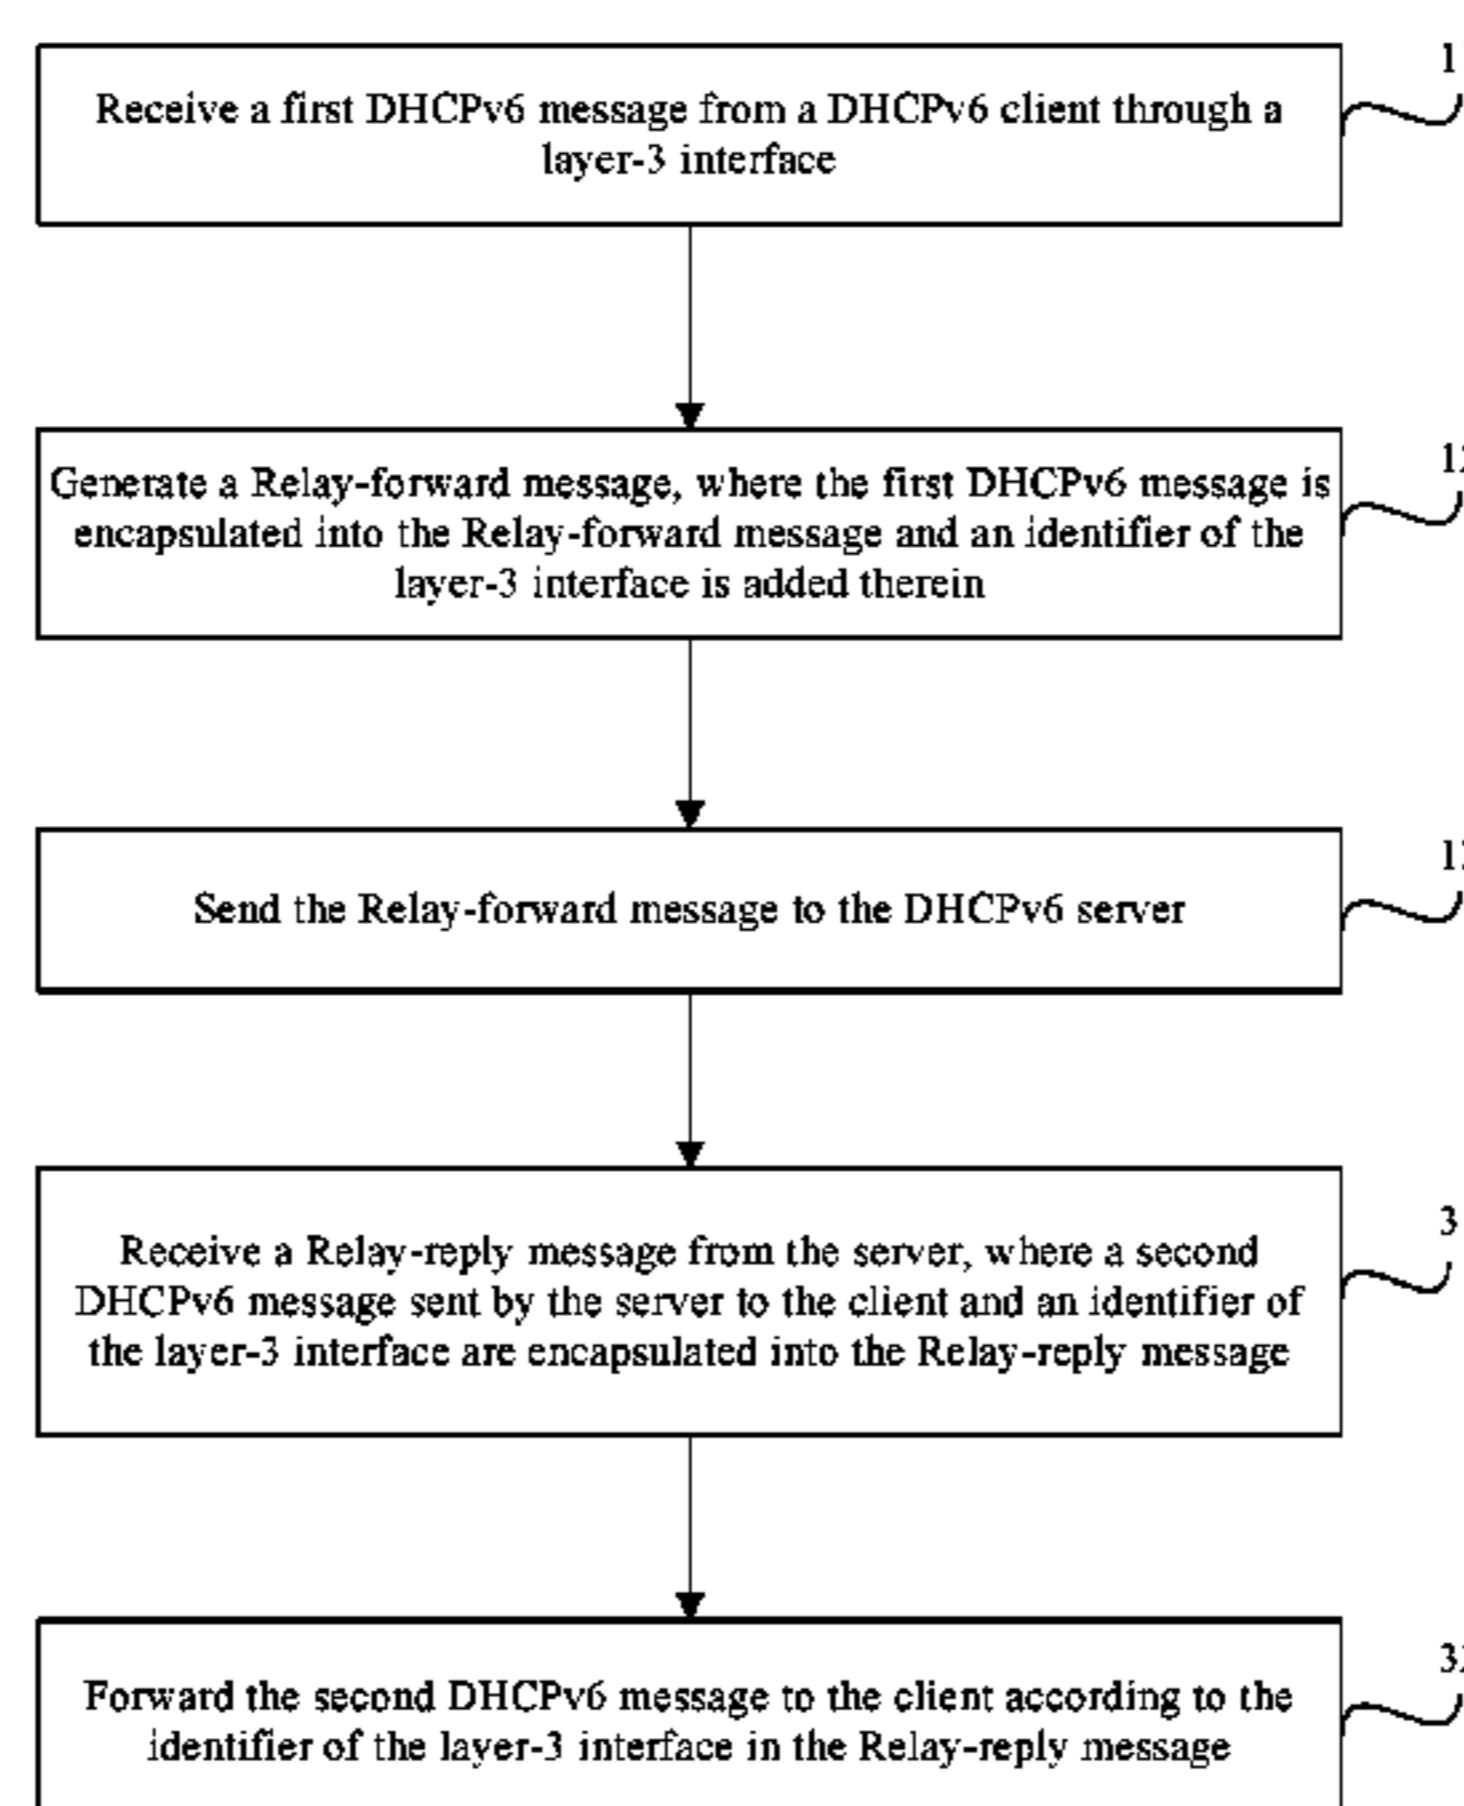 Receive a first DHCPv6 message from a DHCPv6 client through a
layer-3 interface
Generate a Relay-forward message, where the first DHCPv6 message is
encapsulated into the Relay-forward message and an identifier of the
layer-3 interface is added therein
Send the Relay-forward message to the DHCPv6 server
Receive a Relay-reply message from the server, where a second
DHCPv6 message sent by the server to the client and an identifier of
the layer-3 interface are encapsulated into the Relay-reply message
Forward the second DHCPv6 message to the client according to the
identifier of the layer-3 interface in the Relay-reply message